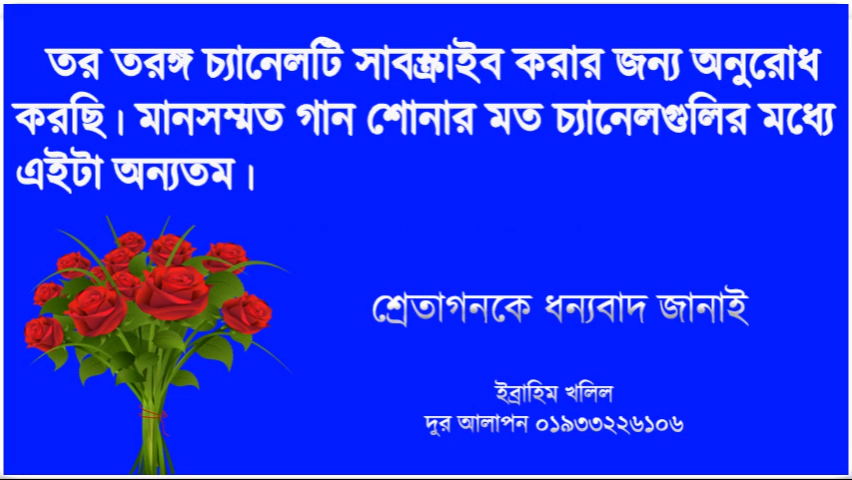 তর তরঙ্গ চ্যানেলটি সাবস্ক্রাইব করার জন্য অনুরোধ
করছি। মানসম্মত গান শোনার মত চ্যানেলগুলির মধ্যে
এইটা অন্যতম।
শ্রেতাগনকে ধন্যবাদ জানাই
ইব্রাহিম খলিল
দুর আলাপন ০১৯৩৩২২৬১০৬